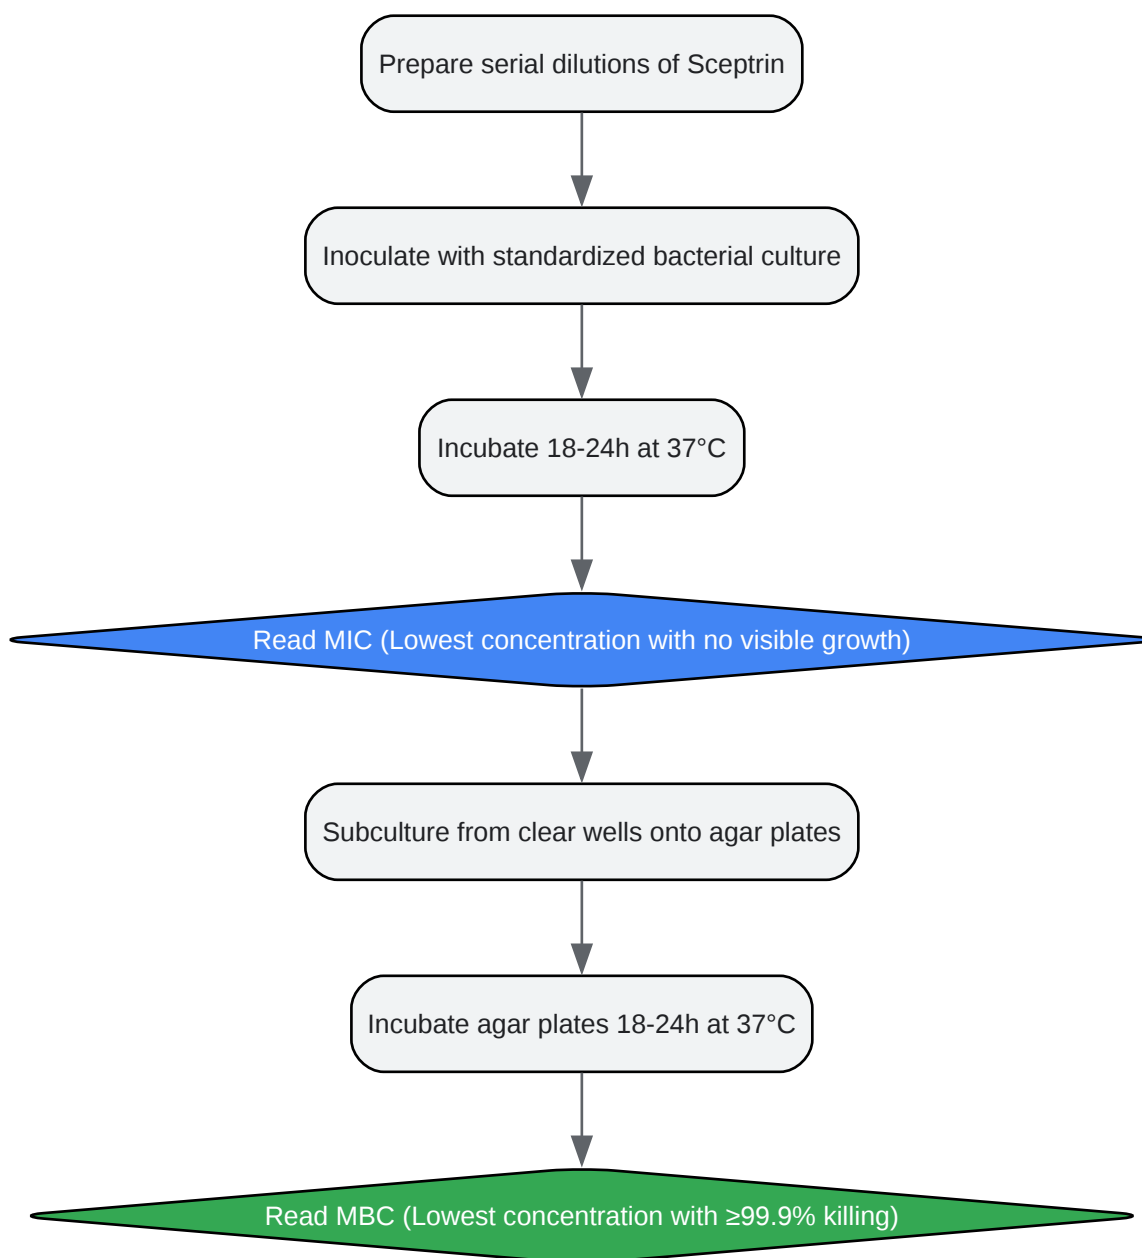 Prepare serial dilutions of Sceptrin
Inoculate with standardized bacterial culture
Incubate 18-24h at 37°C
Read MIC (Lowest concentration with no visible growth)
Subculture from clear wells onto agar plates
Incubate agar plates 18-24h at 37°C
Read MBC (Lowest concentration with ≥99.9% killing)